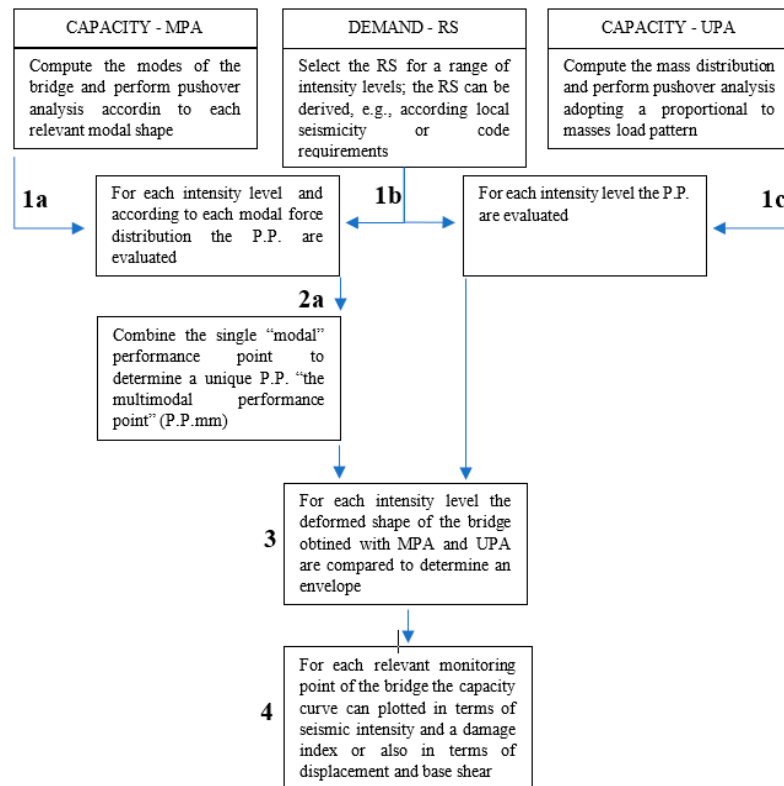 CAPACITY - MPA
Compute the modes of the
bridge and perform pushover
analysis accordin to each
relevant modal shape
DEMAND - RS
Select the RS for a range of
intensity levels; the RS can be
derived, e.g., according local
seismicity or code
requirements
CAPACITY - UPA
Compute the mass distribution
and perform pushover analysis
adopting a proportional to
masses load pattern
1a
For each intensity level and
according to each modal force
distribution the P.P. are
evaluated
1b
For each intensity level the P.P.
are evaluated
1c
2a
Combine the single “modal”
performance point to
determine a unique P.P. “the
multimodal performance
point” (P.P.mm)
3
For each intensity level the
deformed shape of the bridge
obtined with MPA and UPA
are compared to determine an
envelope
4
For each relevant monitoring
point of the bridge the capacity
curve can plotted in terms of
seismic intensity and a damage
index or also in terms of
displacement and base shear